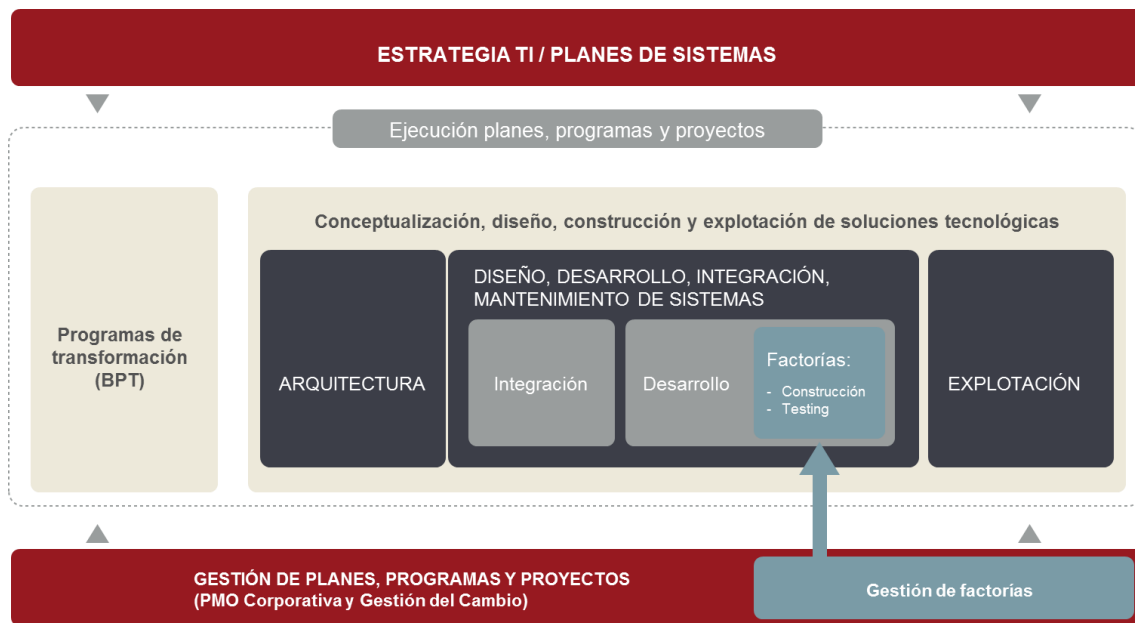 ESTRATEGIA TI / PLANES DE SISTEMAS
Ejecución planes, programas y proyectos
Programas de
transformación
(BPT)
Conceptualización, diseño, construcción y explotación de soluciones tecnológicas
ARQUITECTURA
DISEÑO, DESARROLLO, INTEGRACIÓN,
MANTENIMIENTO DE SISTEMAS
Integración
Desarrollo
Factorías:
- Construcción
- Testing
EXPLOTACIÓN
GESTIÓN DE PLANES, PROGRAMAS Y PROYECTOS
(PMO Corporativa y Gestión del Cambio)
Gestión de factorías